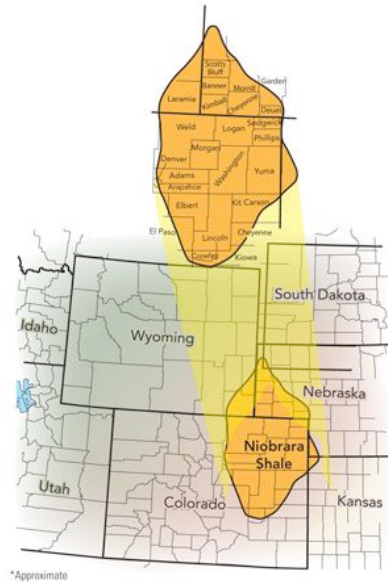 Scotts
Bluff
Garden
Banner
Morrill
Laramie
Kimball
Cheyenne
Deuel
Sedgwick
Weld
Logan
Phillips
Morgan
Denver
Washington
Yuma
Adams
Arapahoe
Elbert
Kit Carson
El Paso
Lincoln
Cheyenne
Crowley
Kiowa
South Dakota
Idaho
Wyoming
Nebraska
Niobrara
Shale
Utah
Colorado
Kansas
*Approximate